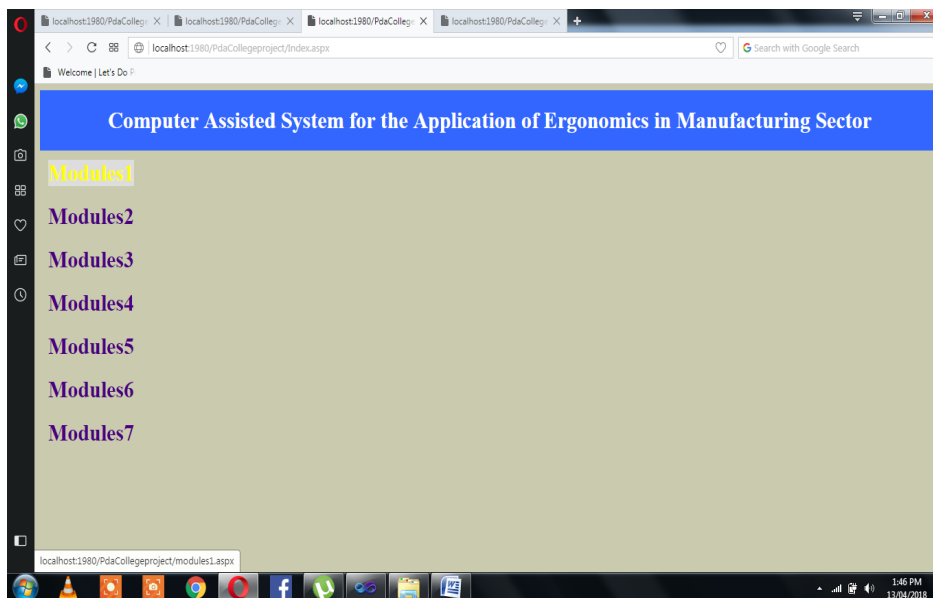 localhost:1980/PdaCollege
localhost:1980/PdaCollege
localhost:1980/PdaCollege
localhost:1980/PdaCollege
localhost:1980/PdaCollegeproject/Index.aspx
Search with Google Search
Welcome | Let's Do P
Computer Assisted System for the Application of Ergonomics in Manufacturing Sector
Modules1
Modules2
Modules3
Modules4
Modules5
Modules6
Modules7
localhost:1980/PdaCollegeproject/modules1.aspx
1:46 PM
13/04/2018